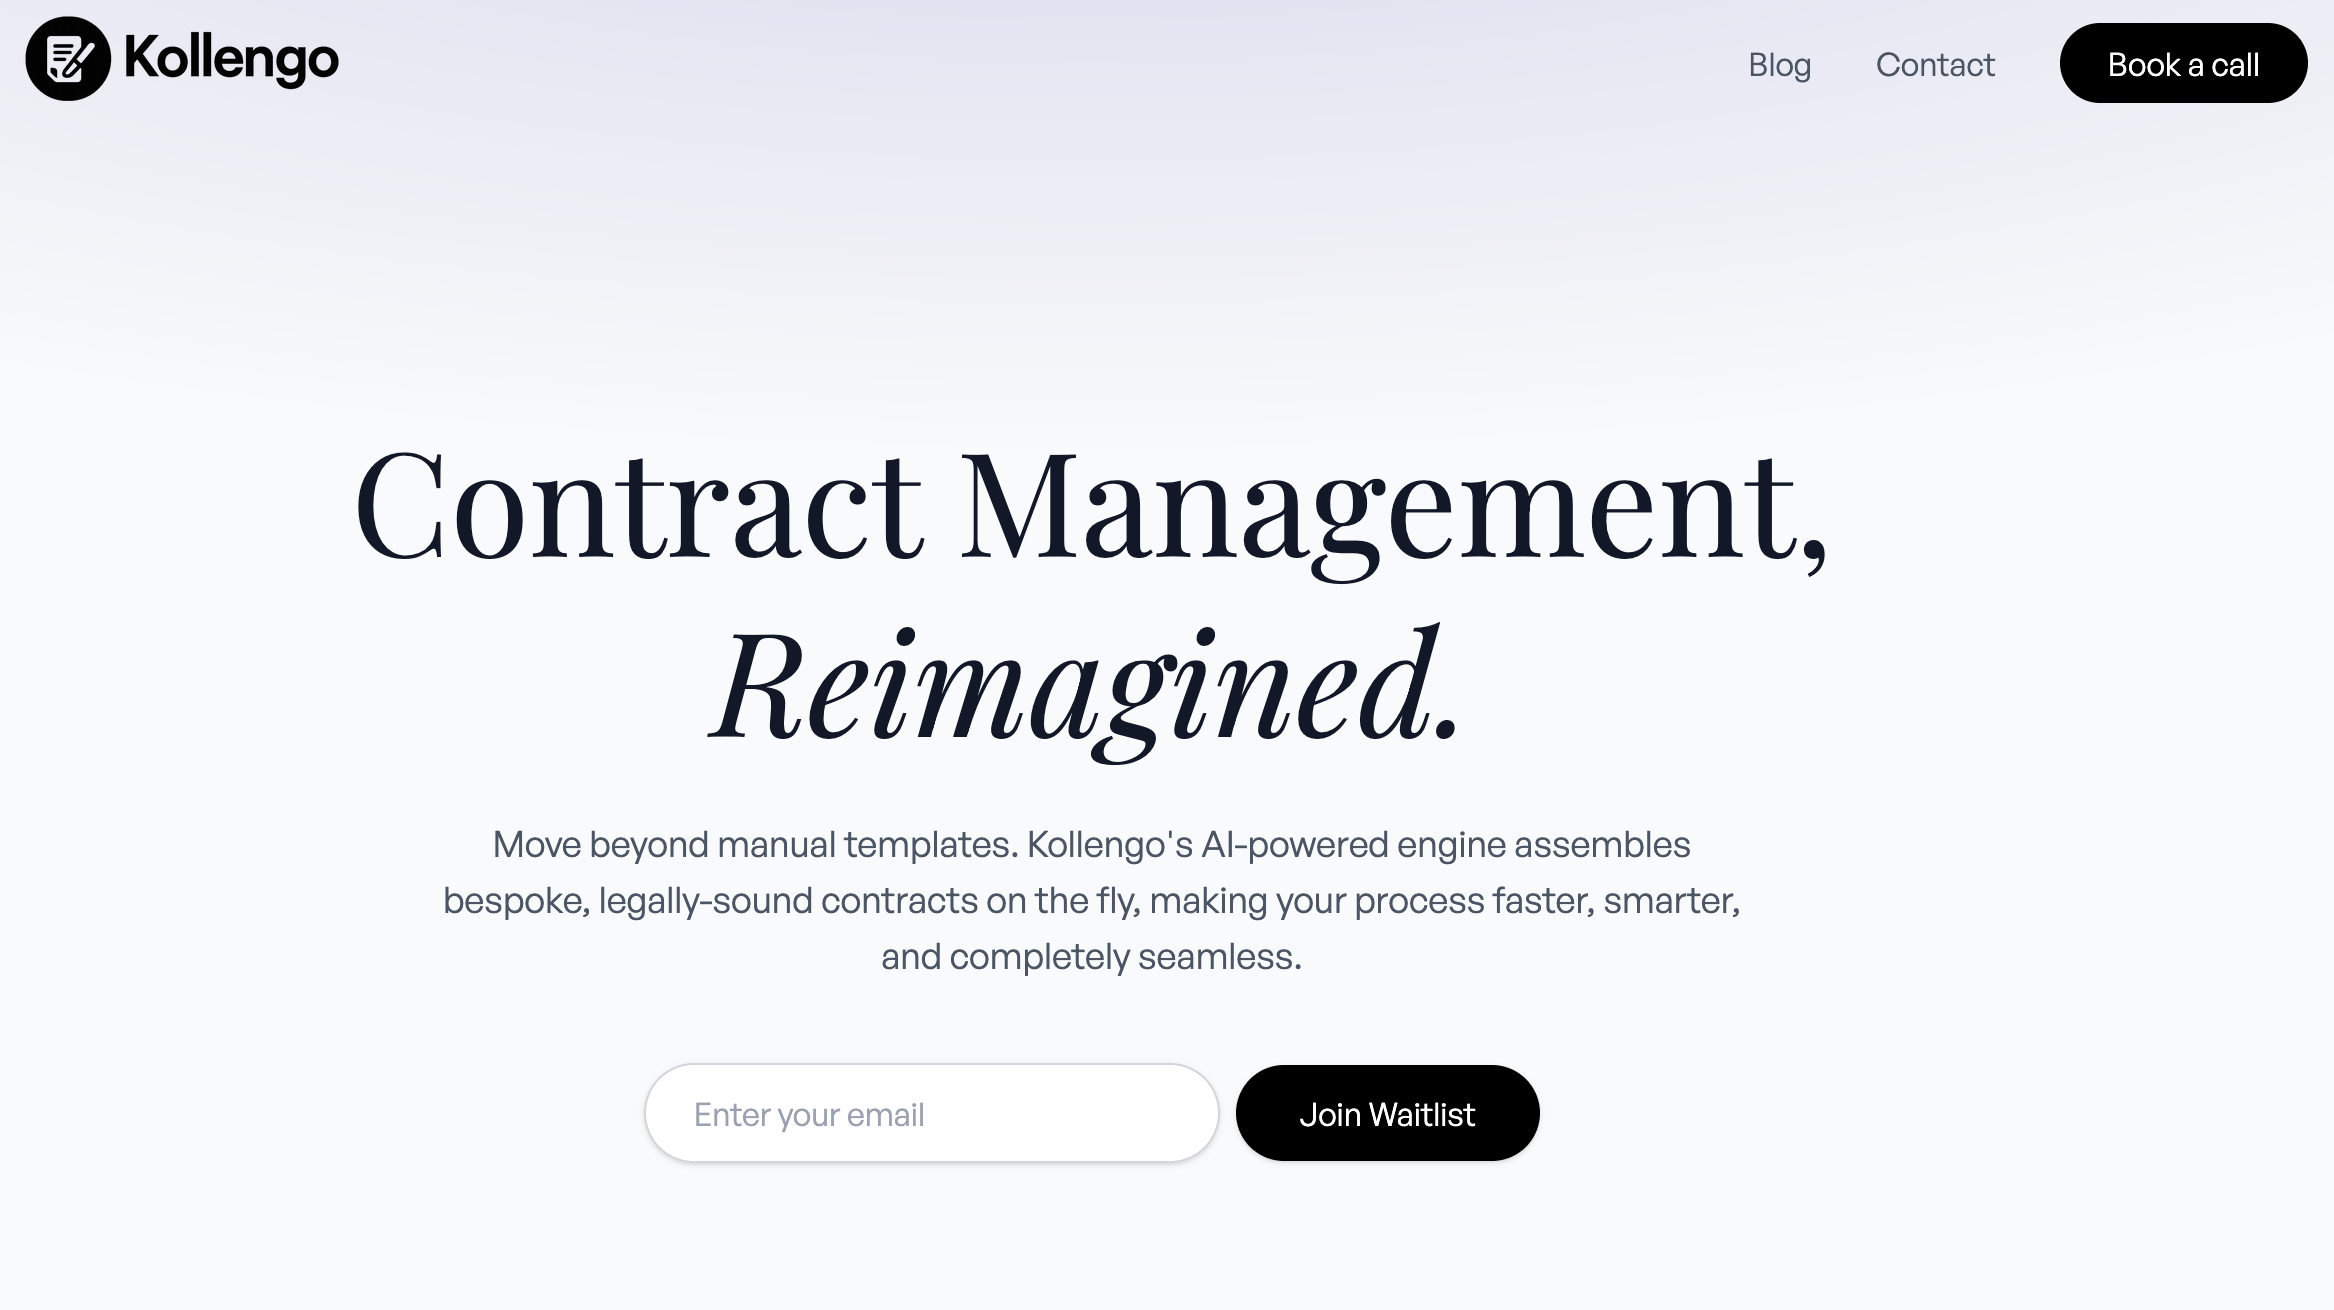 Kollengo
Blog
Contact
Book a call
Contract Management,
Reimagined.
Move beyond manual templates. Kollengo's AI-powered engine assembles
bespoke, legally-sound contracts on the fly, making your process faster, smarter,
and completely seamless.
Enter your email
Join Waitlist